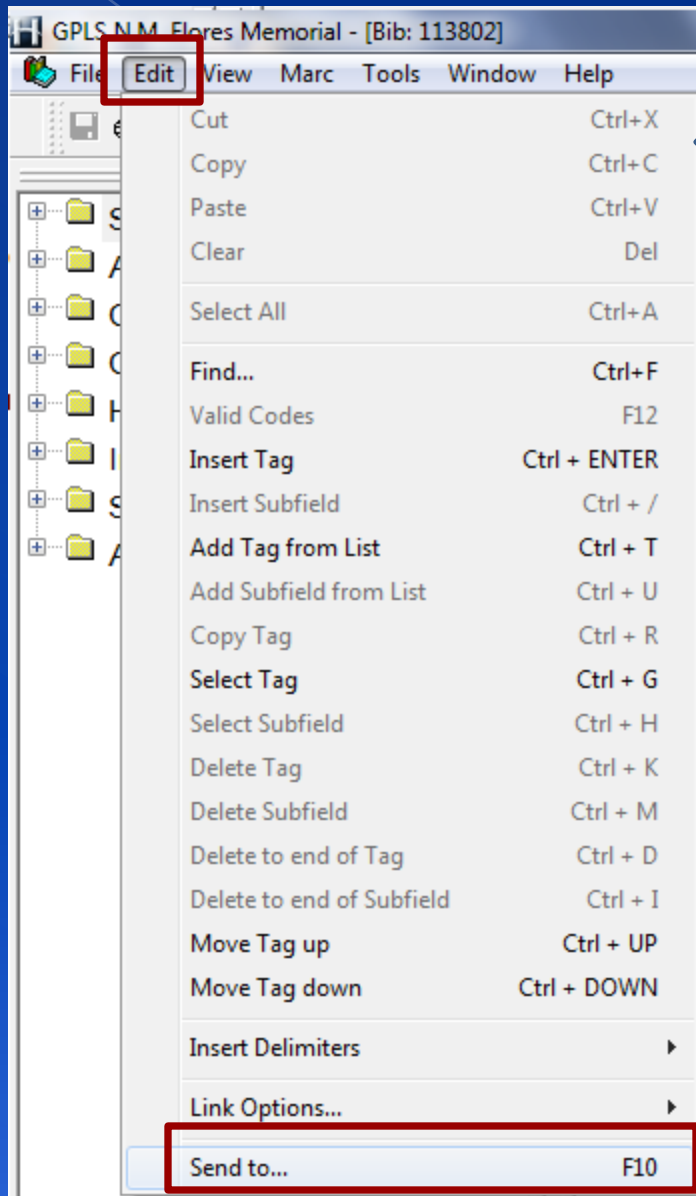 GPLS N.M. Flores Memorial - [Bib: 113802]
File Edit View Marc Tools Window Help
Cut Ctrl+X
Copy Ctrl+C
Paste Ctrl+V
Clear Del
Select All Ctrl+A
Find... Ctrl+F
Valid Codes F12
Insert Tag Ctrl + ENTER
Insert Subfield Ctrl + /
Add Tag from List Ctrl + T
Add Subfield from List Ctrl + U
Copy Tag Ctrl + R
Select Tag Ctrl + G
Select Subfield Ctrl + H
Delete Tag Ctrl + K
Delete Subfield Ctrl + M
Delete to end of Tag Ctrl + D
Delete to end of Subfield Ctrl + I
Move Tag up Ctrl + UP
Move Tag down Ctrl + DOWN
Insert Delimiters
Link Options...
Send to... F10